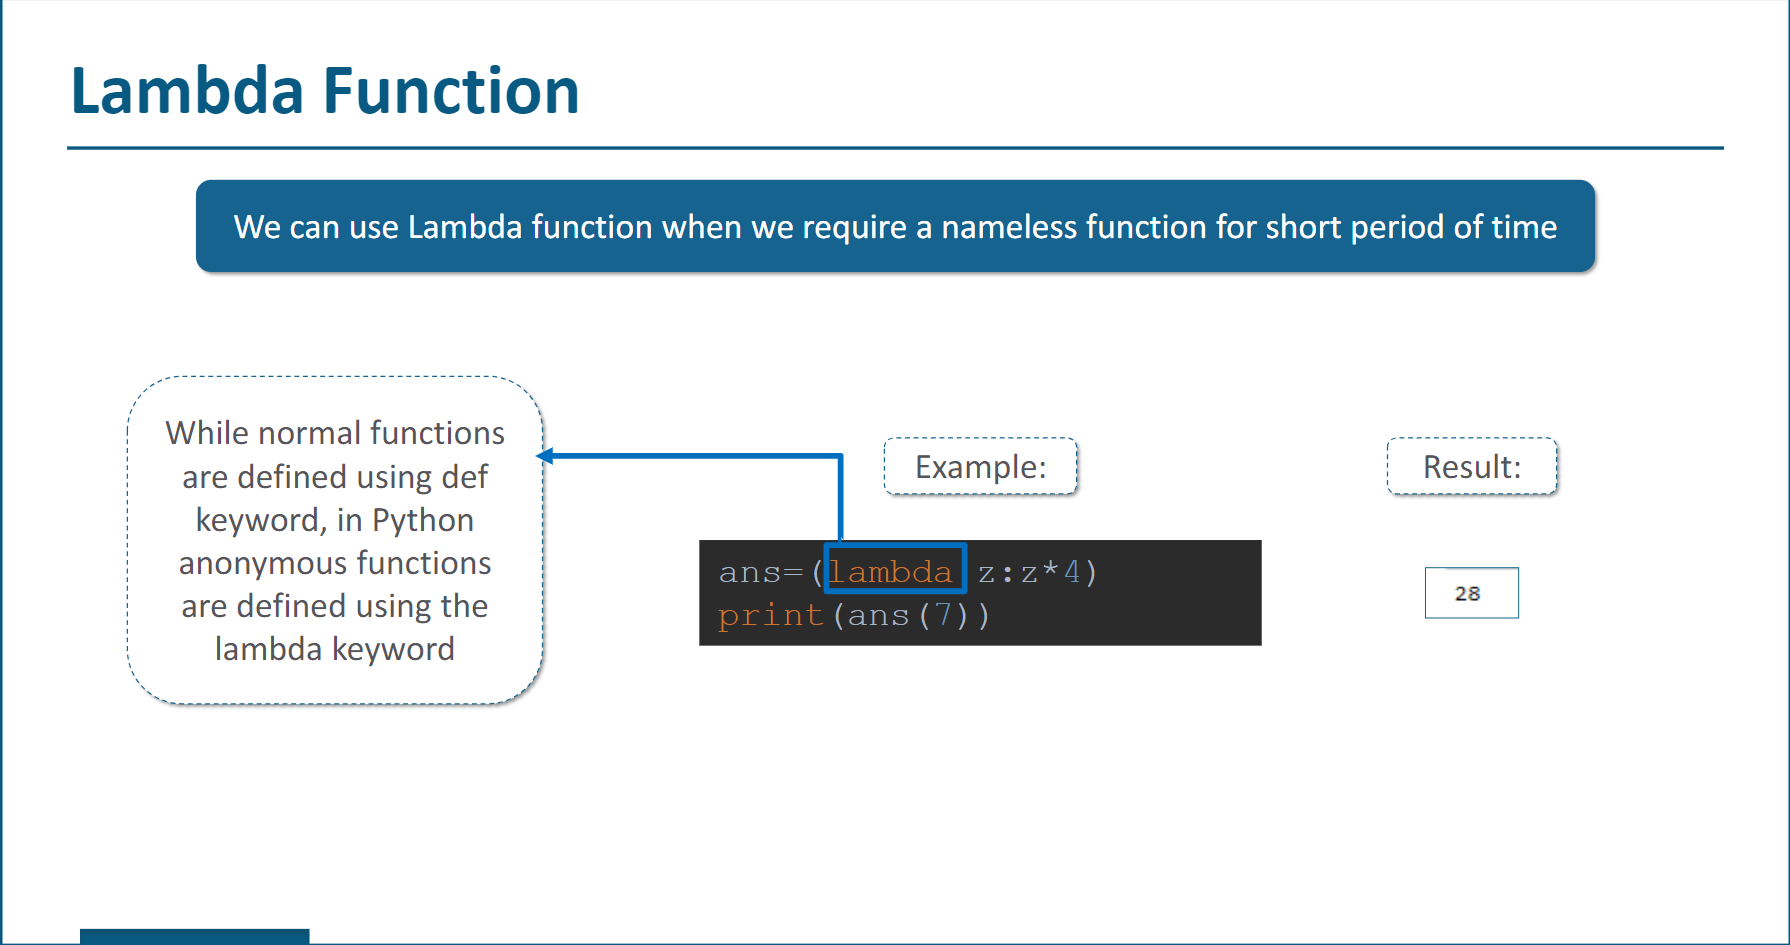 Lambda Function
We can use Lambda function when we require a nameless function for short period of time
While normal functions
are defined using def
keyword, in Python
anonymous functions
are defined using the
lambda keyword
Example:
ans=(lambda z:z*4)
print(ans(7))
Result:
28